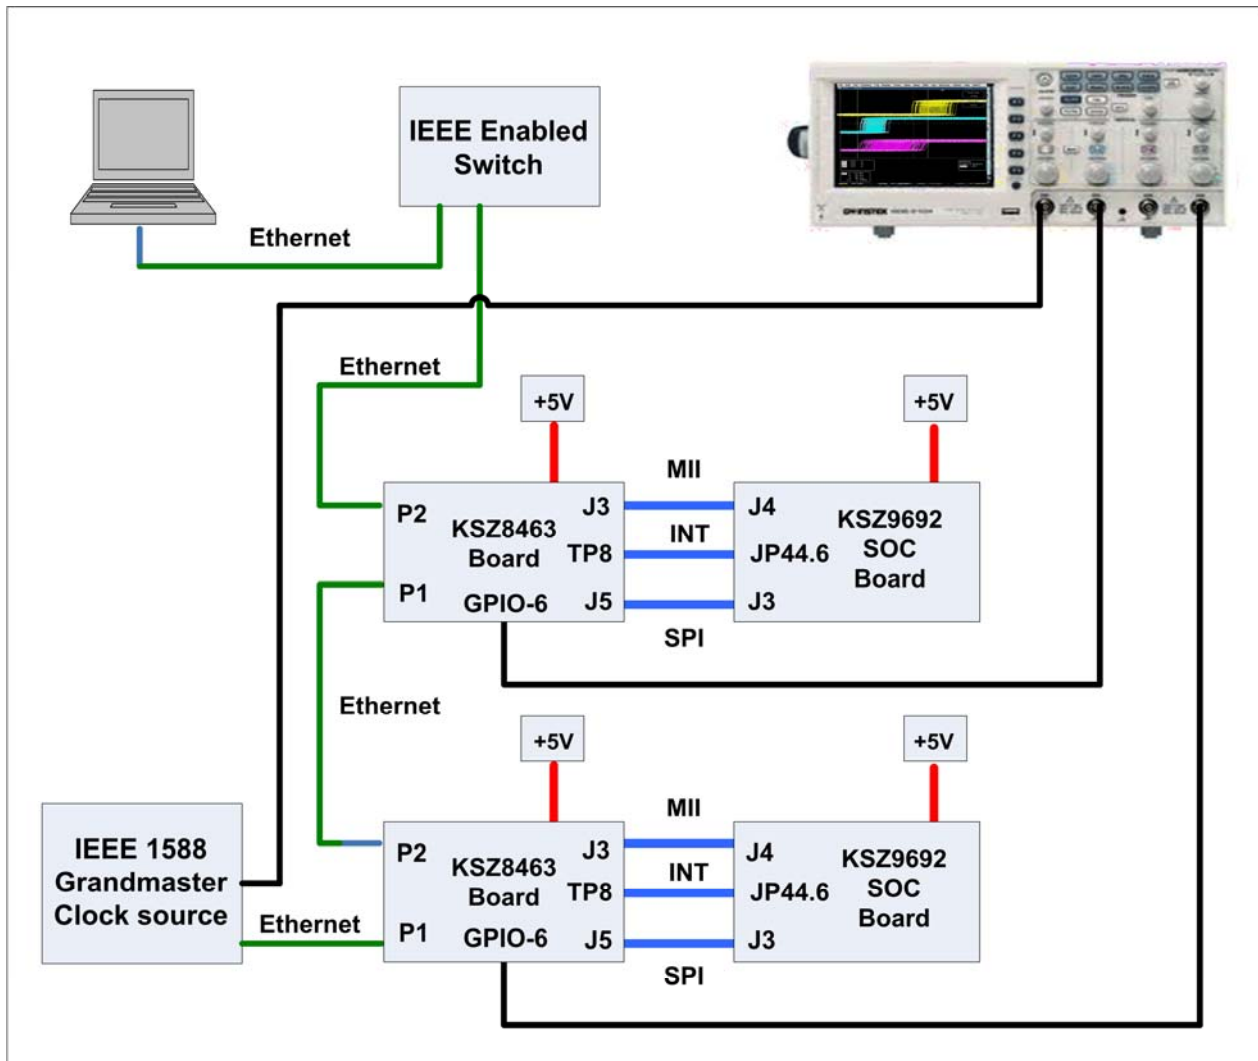 IEEE Enabled
Switch
Ethernet
GW INSTEK
Ethernet
+5V
+5V
MII
P2
J3
J4
KSZ8463
Board
KSZ9692
SOC
Board
INT
TP8
JP44.6
P1
GPIO-6
J5
J3
SPI
Ethernet
+5V
+5V
MII
IEEE 1588
Grandmaster
Clock source
P2
J3
J4
KSZ8463
Board
KSZ9692
SOC
Board
INT
TP8
JP44.6
Ethernet
P1
GPIO-6
J5
J3
SPI